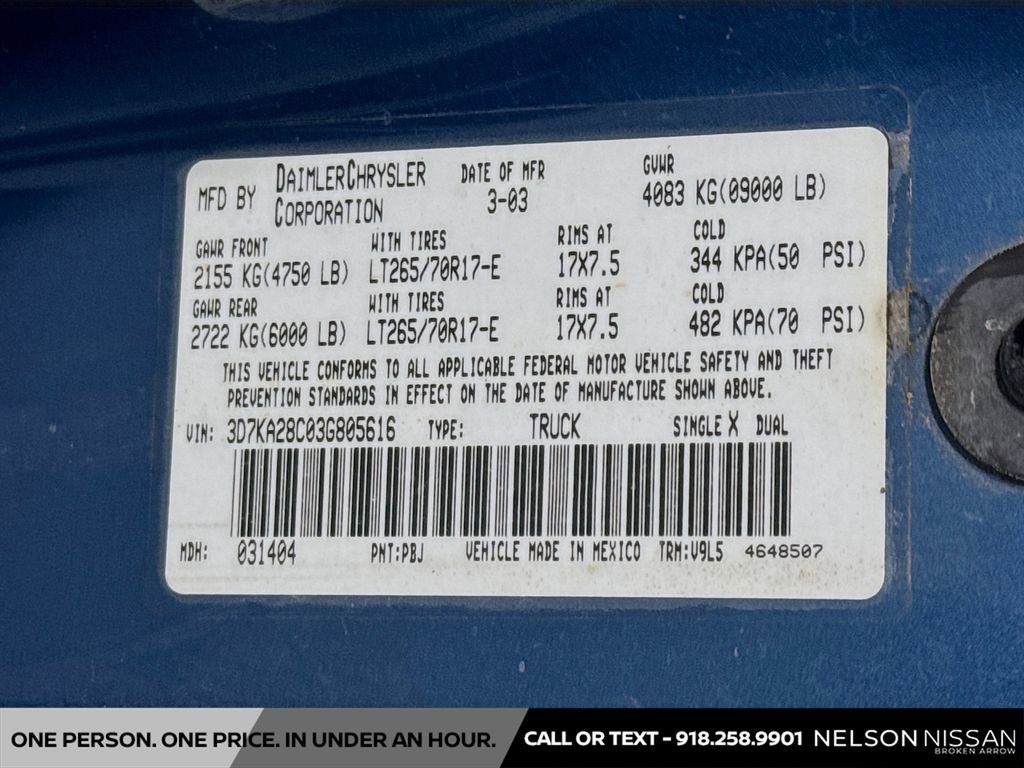 MFD BY DAIMLERCHRYSLER CORPORATION DATE OF MFR 3-03 GVWR 4083 KG(09000 LB)
GAWR FRONT WITH TIRES RIMS AT COLD
2155 KG(4750 LB) LT265/70R17-E 17X7.5 344 KPA(50 PSI)
GAWR REAR WITH TIRES RIMS AT COLD
2722 KG(6000 LB) LT265/70R17-E 17X7.5 482 KPA(70 PSI)
THIS VEHICLE CONFORMS TO ALL APPLICABLE FEDERAL MOTOR VEHICLE SAFETY AND THEFT
PREVENTION STANDARDS IN EFFECT ON THE DATE OF MANUFACTURE SHOWN ABOVE.
VIN: 3D7KA28C03G805616 TYPE: TRUCK SINGLE X DUAL
MDH: 031404 PNT:PBJ VEHICLE MADE IN MEXICO TRM:V9L5 4648507
ONE PERSON. ONE PRICE. IN UNDER AN HOUR. CALL OR TEXT - 918.258.9901 NELSON NISSAN
BROKEN ARROW